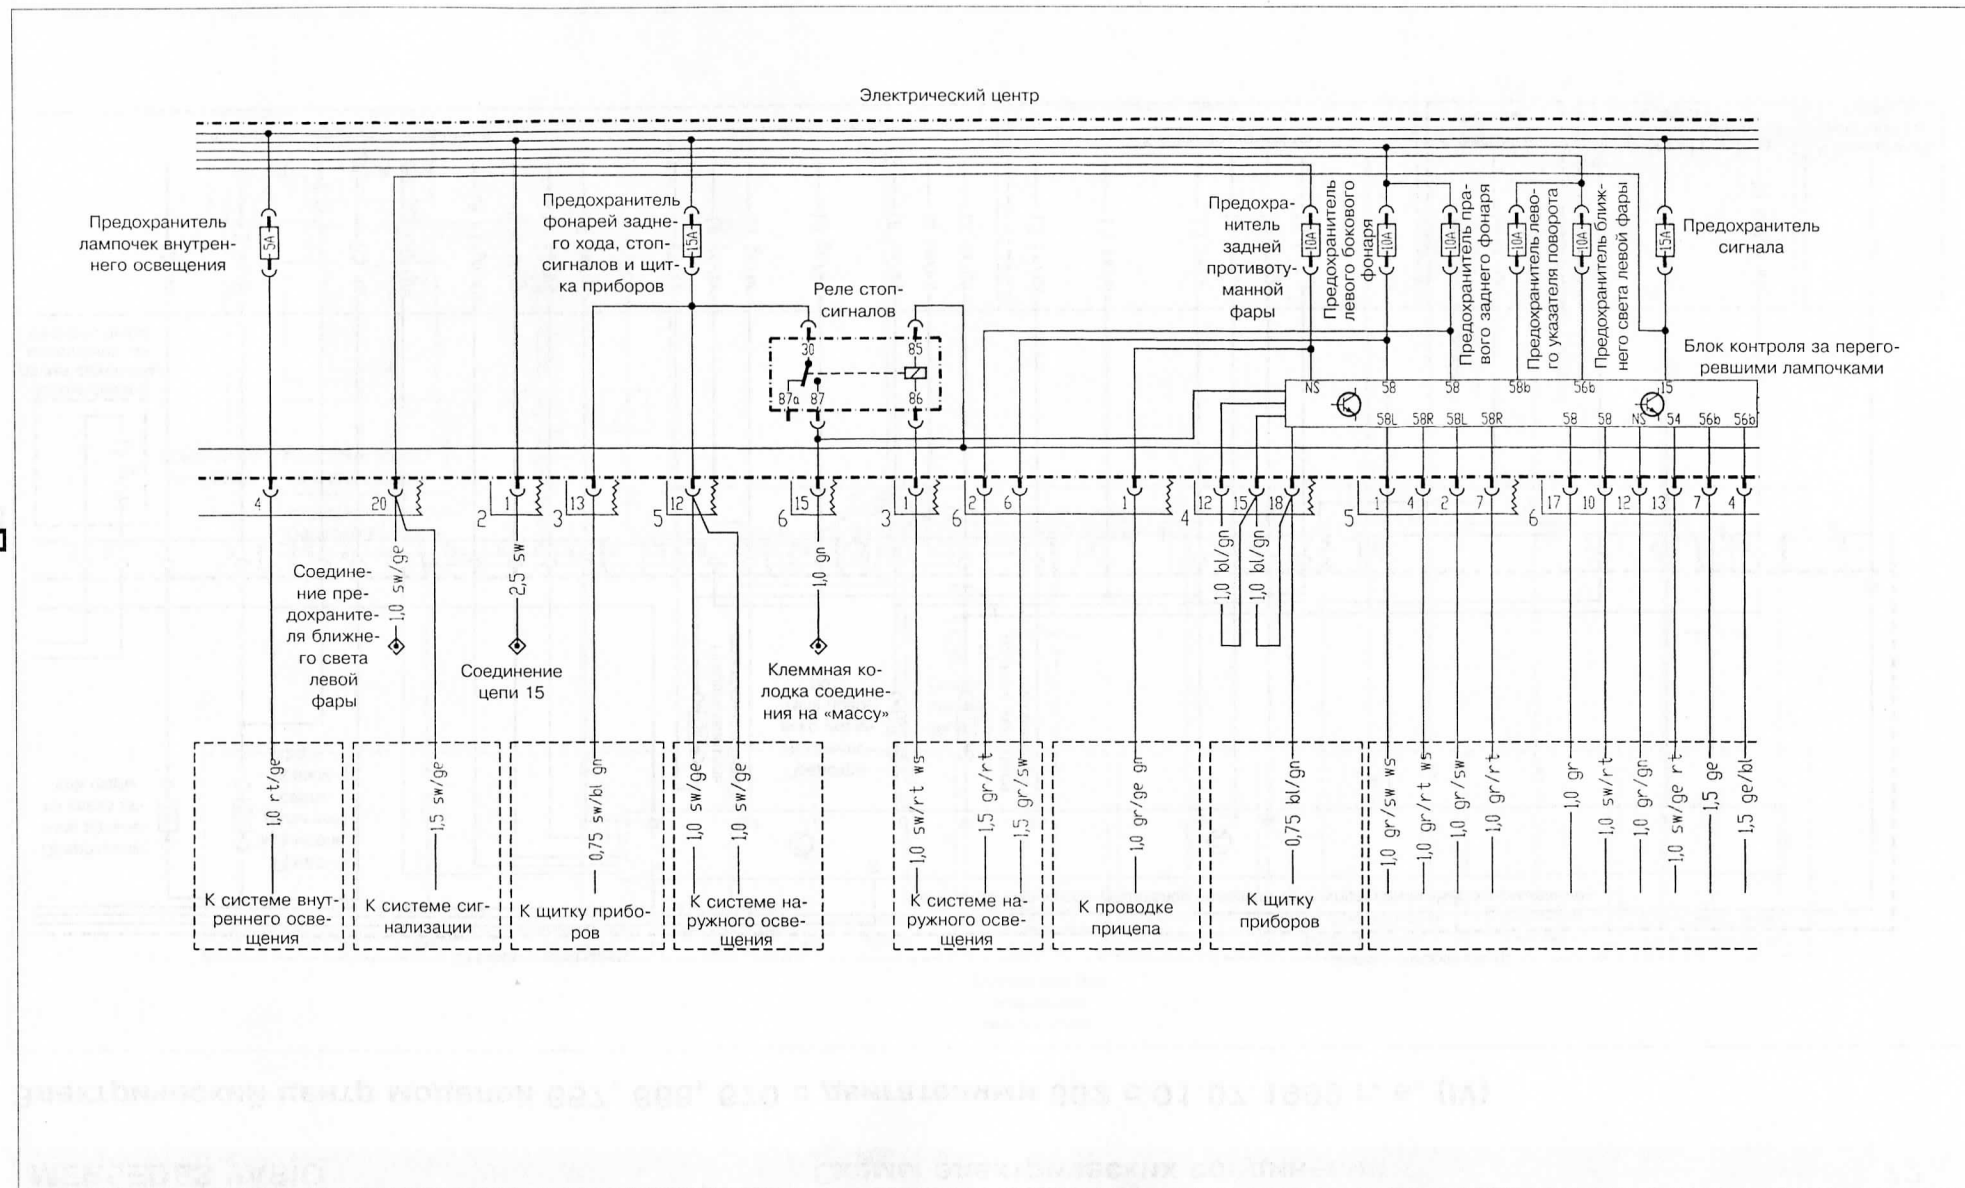 Электрический центр
Предохранитель
лампочек внутрен-
него освещения
5А
Предохранитель
фонарей задне-
го хода, стоп-
сигналов и щит-
ка приборов
15А
Реле стоп-
сигналов
30
85
87а
87
86
Предохра-
нитель
задней
противоту-
манной
фары
10А
Предохранитель
левого бокового
фонаря
10А
10А
Предохранитель пра-
вого заднего фонаря
10А
Предохранитель лево-
го указателя поворота
10А
Предохранитель ближ-
него света левой фары
15А
Предохранитель
сигнала
Блок контроля за перего-
ревшими лампочками
NS
58
58
58b
56b
15
58L
58R
58L
58R
58
58
NS
54
56b
56b
4
20
2
1
3
13
5
12
6
15
3
1
6
2
6
1
4
12
15
18
5
1
4
2
7
6
17
10
12
13
7
4
Соедине-
ние пре-
дохраните-
ля ближне-
го света
левой
фары
1,0 sw/ge
2,5 sw
Соединение
цепи 15
1,0 gn
Клеммная ко-
лодка соедине-
ния на «массу»
1,0 bl/gn
1,0 bl/gn
1,0 rt/ge
1,5 sw/ge
0,75 sw/bl gn
1,0 sw/ge
1,0 sw/ge
1,0 sw/rt ws
1,5 gr/rt
1,5 gr/sw
1,0 gr/ge gn
0,75 bl/gn
1,0 gr/sw ws
1,0 gr/rt ws
1,0 gr/sw
1,0 gr/rt
1,0 gr
1,0 sw/rt
1,0 gr/gn
1,0 sw/ge rt
1,5 ge
1,5 ge/bl
К системе внут-
реннего осве-
щения
К системе сиг-
нализации
К щитку прибо-
ров
К системе на-
ружного осве-
щения
К системе на-
ружного осве-
щения
К проводке
прицепа
К щитку
приборов